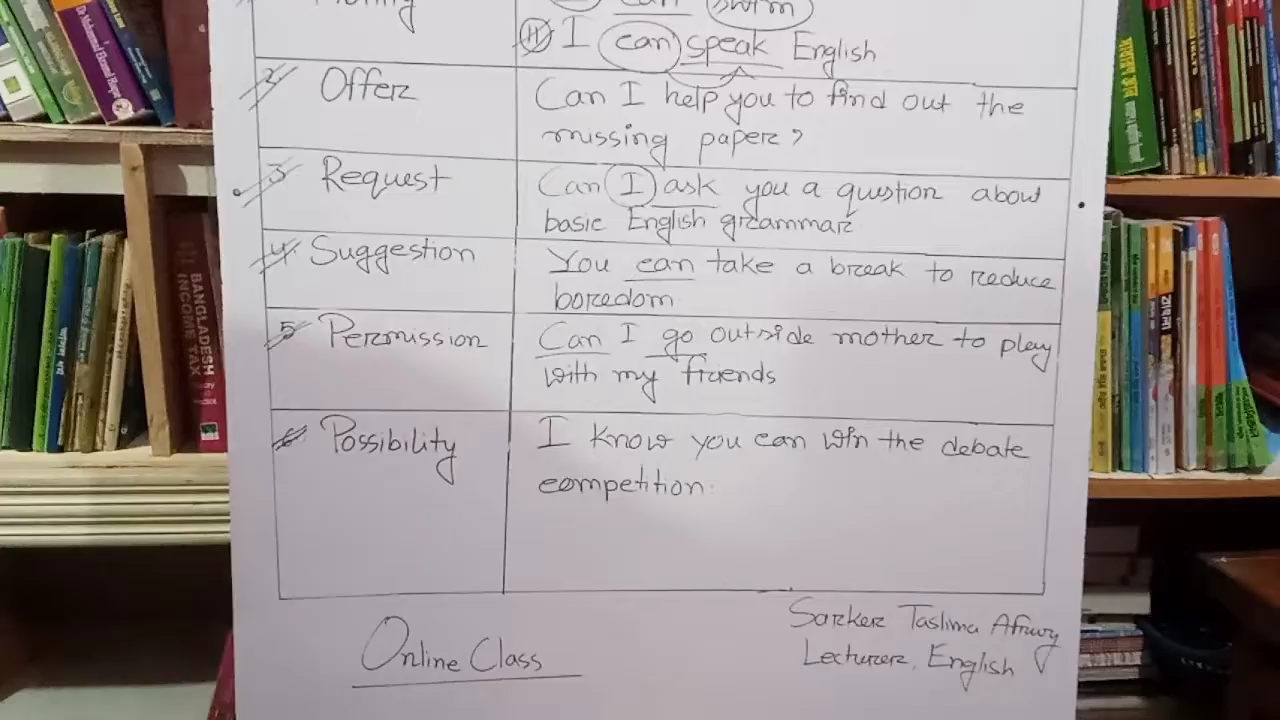 can
(ii) I can speak English
2. Offer
Can I help you to find out the
missing paper?
3. Request
Can I ask you a question about
basic English grammar
4. Suggestion
You can take a break to reduce
boredom
5. Permission
Can I go outside mother to play
with my friends
6. Possibility
I know you can win the debate
competition.
Online Class
Sarker Taslima
Lecturer, English
BANGLADESH
INCOME TAX